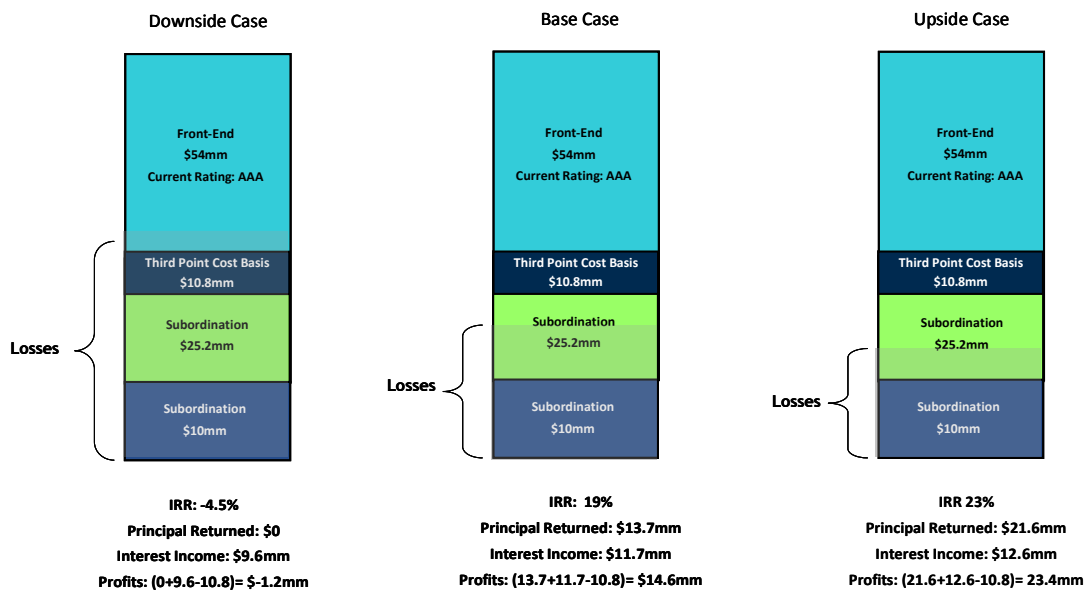 Downside Case
Front-End
$54mm
Current Rating: AAA
Third Point Cost Basis
$10.8mm
Subordination
$25.2mm
Losses
Subordination
$10mm
IRR: -4.5%
Principal Returned: $0
Interest Income: $9.6mm
Profits: (0+9.6-10.8)= $-1.2mm
Base Case
Front-End
$54mm
Current Rating: AAA
Third Point Cost Basis
$10.8mm
Subordination
$25.2mm
Losses
Subordination
$10mm
IRR:  19%
Principal Returned: $13.7mm
Interest Income: $11.7mm
Profits: (13.7+11.7-10.8)= $14.6mm
Upside Case
Front-End
$54mm
Current Rating: AAA
Third Point Cost Basis
$10.8mm
Subordination
$25.2mm
Losses
Subordination
$10mm
IRR 23%
Principal Returned: $21.6mm
Interest Income: $12.6mm
Profits: (21.6+12.6-10.8)= 23.4mm